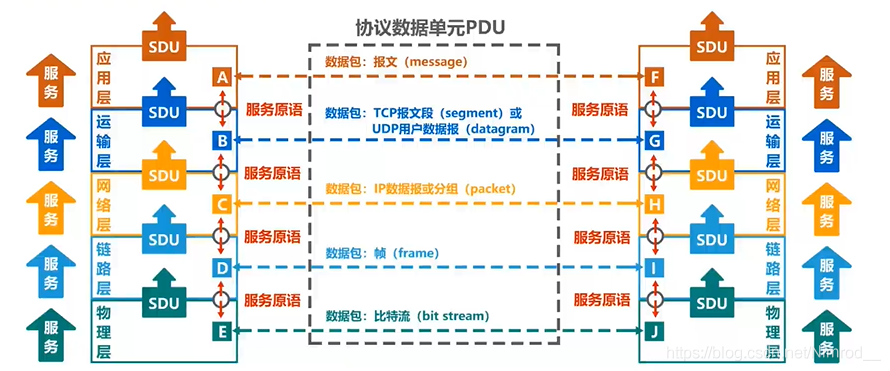 协议数据单元PDU
SDU
SDU
应用层
服务
A
数据包：报文（message）
F
应用层
服务
服务原语
服务原语
SDU
SDU
运输层
服务
B
数据包：TCP报文段（segment）或
UDP用户数据报（datagram）
G
运输层
服务
服务原语
服务原语
SDU
SDU
网络层
服务
C
数据包：IP数据报或分组（packet）
H
网络层
服务
服务原语
服务原语
SDU
SDU
链路层
服务
D
数据包：帧（frame）
I
链路层
服务
服务原语
服务原语
SDU
SDU
物理层
服务
E
数据包：比特流（bit stream）
J
物理层
服务
https://blog.csdn.net/Nimrod__